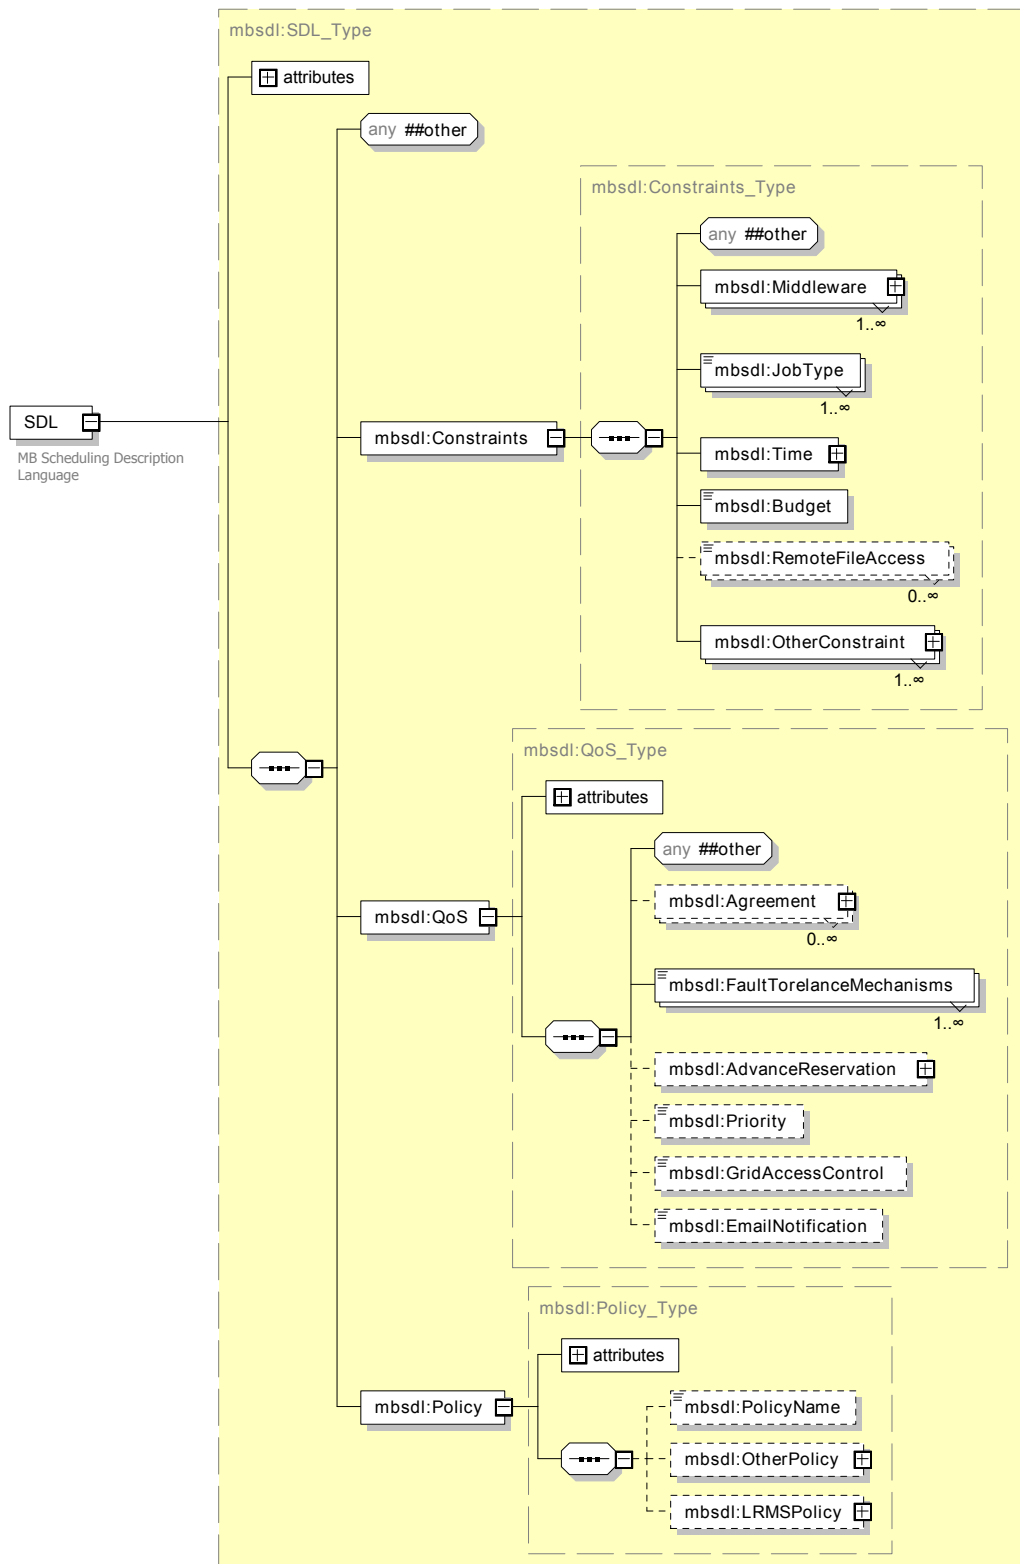 mbsdl:SDL_Type
attributes
any ##other
mbsdl:Constraints_Type
any ##other
mbsdl:Middleware
1..∞
mbsdl:JobType
1..∞
SDL
MB Scheduling Description
Language
mbsdl:Constraints
mbsdl:Time
mbsdl:Budget
mbsdl:RemoteFileAccess
0..∞
mbsdl:OtherConstraint
1..∞
mbsdl:QoS_Type
attributes
any ##other
mbsdl:Agreement
0..∞
mbsdl:QoS
mbsdl:FaultTorelanceMechanisms
1..∞
mbsdl:AdvanceReservation
mbsdl:Priority
mbsdl:GridAccessControl
mbsdl:EmailNotification
mbsdl:Policy_Type
attributes
mbsdl:Policy
mbsdl:PolicyName
mbsdl:OtherPolicy
mbsdl:LRMSPolicy